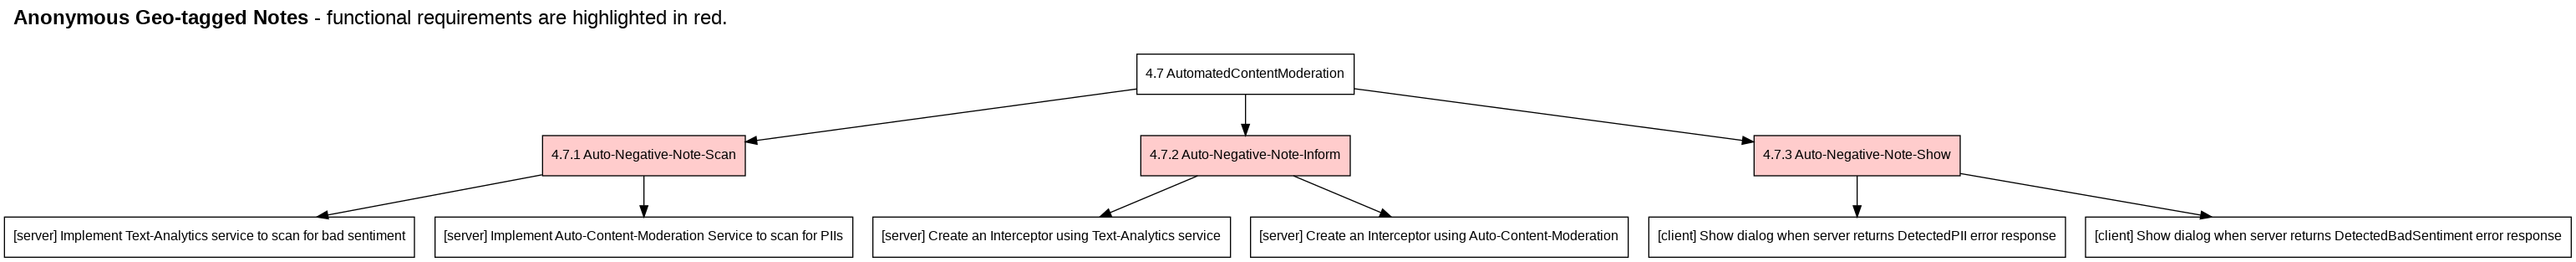 Anonymous Geo-tagged Notes - functional requirements are highlighted in red.
4.7 AutomatedContentModeration
4.7.1 Auto-Negative-Note-Scan
4.7.2 Auto-Negative-Note-Inform
4.7.3 Auto-Negative-Note-Show
[server] Implement Text-Analytics service to scan for bad sentiment
[server] Implement Auto-Content-Moderation Service to scan for PIIs
[server] Create an Interceptor using Text-Analytics service
[server] Create an Interceptor using Auto-Content-Moderation
[client] Show dialog when server returns DetectedPII error response
[client] Show dialog when server returns DetectedBadSentiment error response